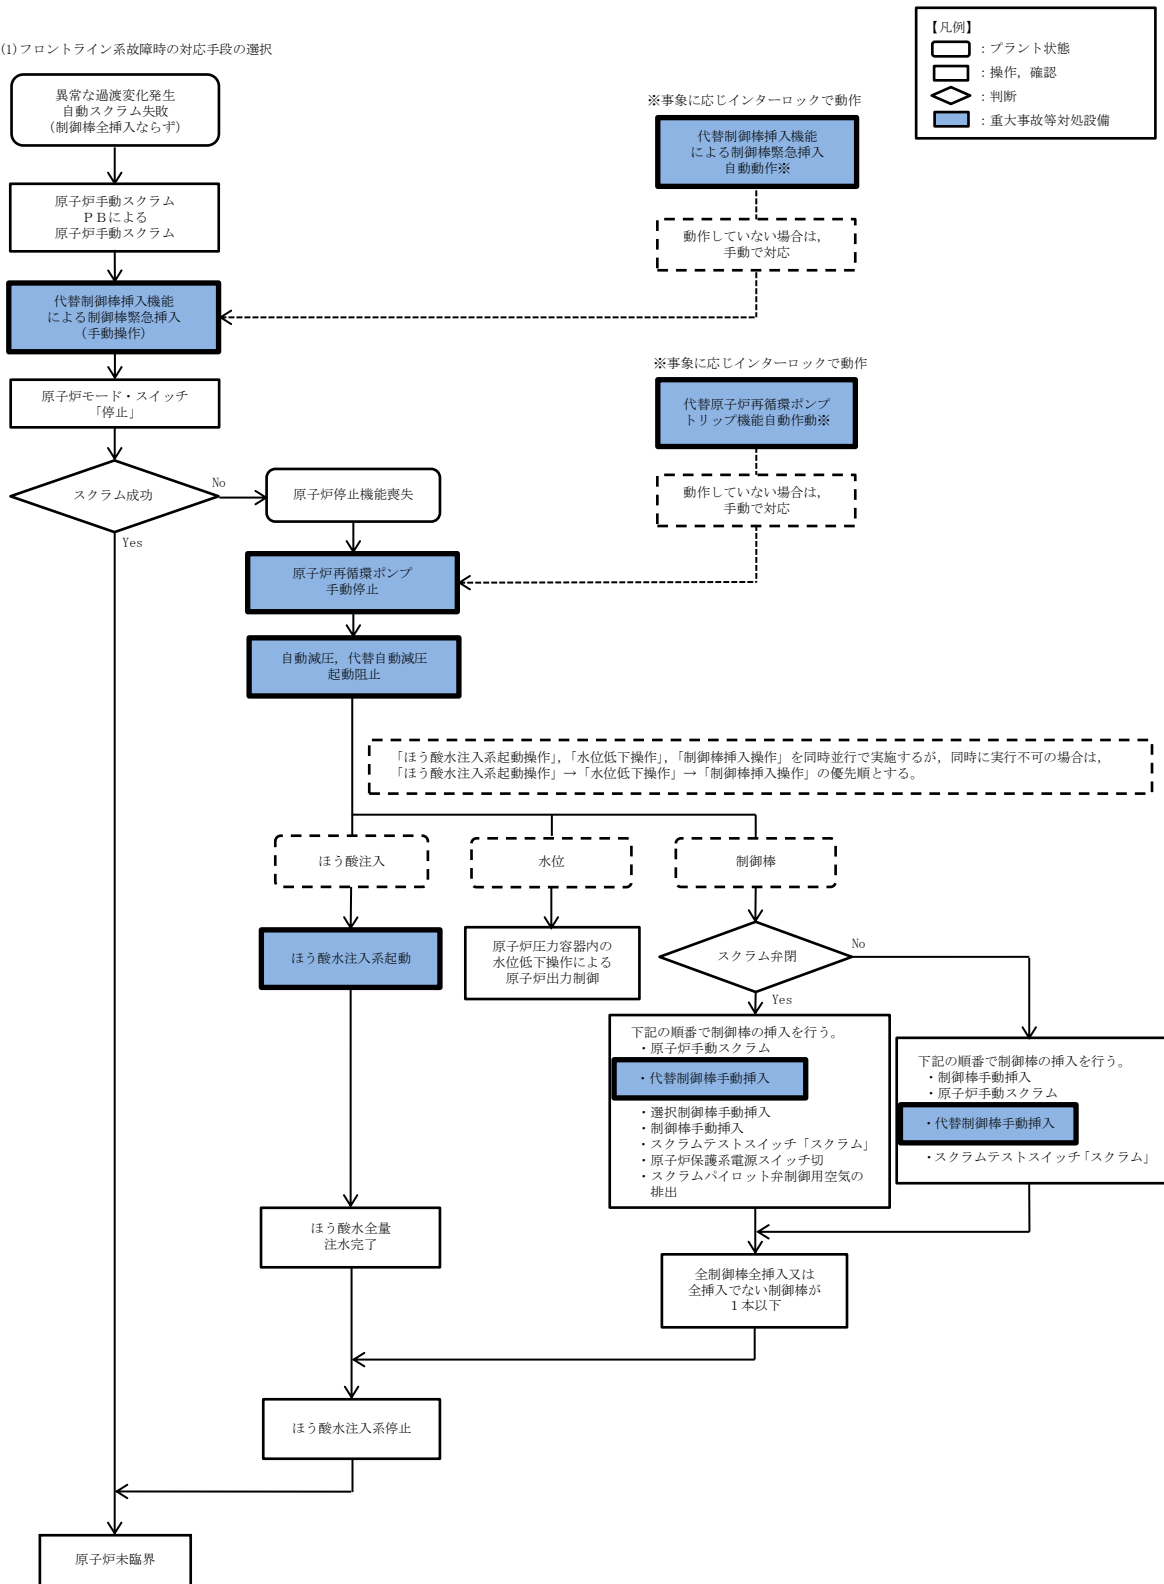 (1)フロントライン系故障時の対応手段の選択
【凡例】
：プラント状態
：操作，確認
：判断
：重大事故等対処設備
異常な過渡変化発生
自動スクラム失敗
（制御棒全挿入ならず）
原子炉手動スクラム
ＰＢによる
原子炉手動スクラム
※事象に応じインターロックで動作
代替制御棒挿入機能
による制御棒緊急挿入
自動動作※
動作していない場合は，
手動で対応
代替制御棒挿入機能
による制御棒緊急挿入
（手動操作）
原子炉モード・スイッチ
「停止」
※事象に応じインターロックで動作
代替原子炉再循環ポンプ
トリップ機能自動作動※
動作していない場合は，
手動で対応
スクラム成功
No
Yes
原子炉停止機能喪失
原子炉再循環ポンプ
手動停止
自動減圧，代替自動減圧
起動阻止
「ほう酸水注入系起動操作」，「水位低下操作」，「制御棒挿入操作」を同時並行で実施するが，同時に実行不可の場合は，
「ほう酸水注入系起動操作」→「水位低下操作」→「制御棒挿入操作」の優先順とする。
ほう酸注入
水位
制御棒
ほう酸水注入系起動
原子炉圧力容器内の
水位低下操作による
原子炉出力制御
スクラム弁閉
No
Yes
下記の順番で制御棒の挿入を行う。
・原子炉手動スクラム
・代替制御棒手動挿入
・選択制御棒手動挿入
・制御棒手動挿入
・スクラムテストスイッチ「スクラム」
・原子炉保護系電源スイッチ切
・スクラムパイロット弁制御用空気の
排出
下記の順番で制御棒の挿入を行う。
・制御棒手動挿入
・原子炉手動スクラム
・代替制御棒手動挿入
・スクラムテストスイッチ「スクラム」
ほう酸水全量
注水完了
全制御棒全挿入又は
全挿入でない制御棒が
１本以下
ほう酸水注入系停止
原子炉未臨界